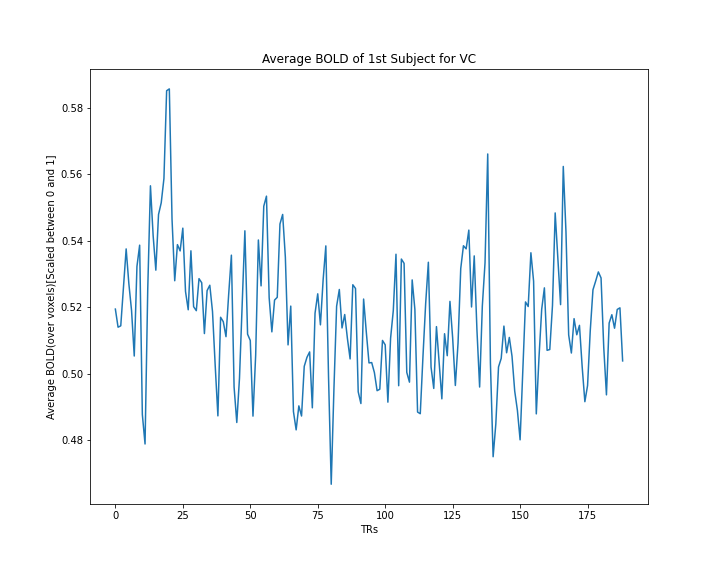 Average BOLD of 1st Subject for VC
Average BOLD(over voxels)[Scaled between 0 and 1]
0.58
0.56
0.54
0.52
0.50
0.48
0 25 50 75 100 125 150 175
TRs